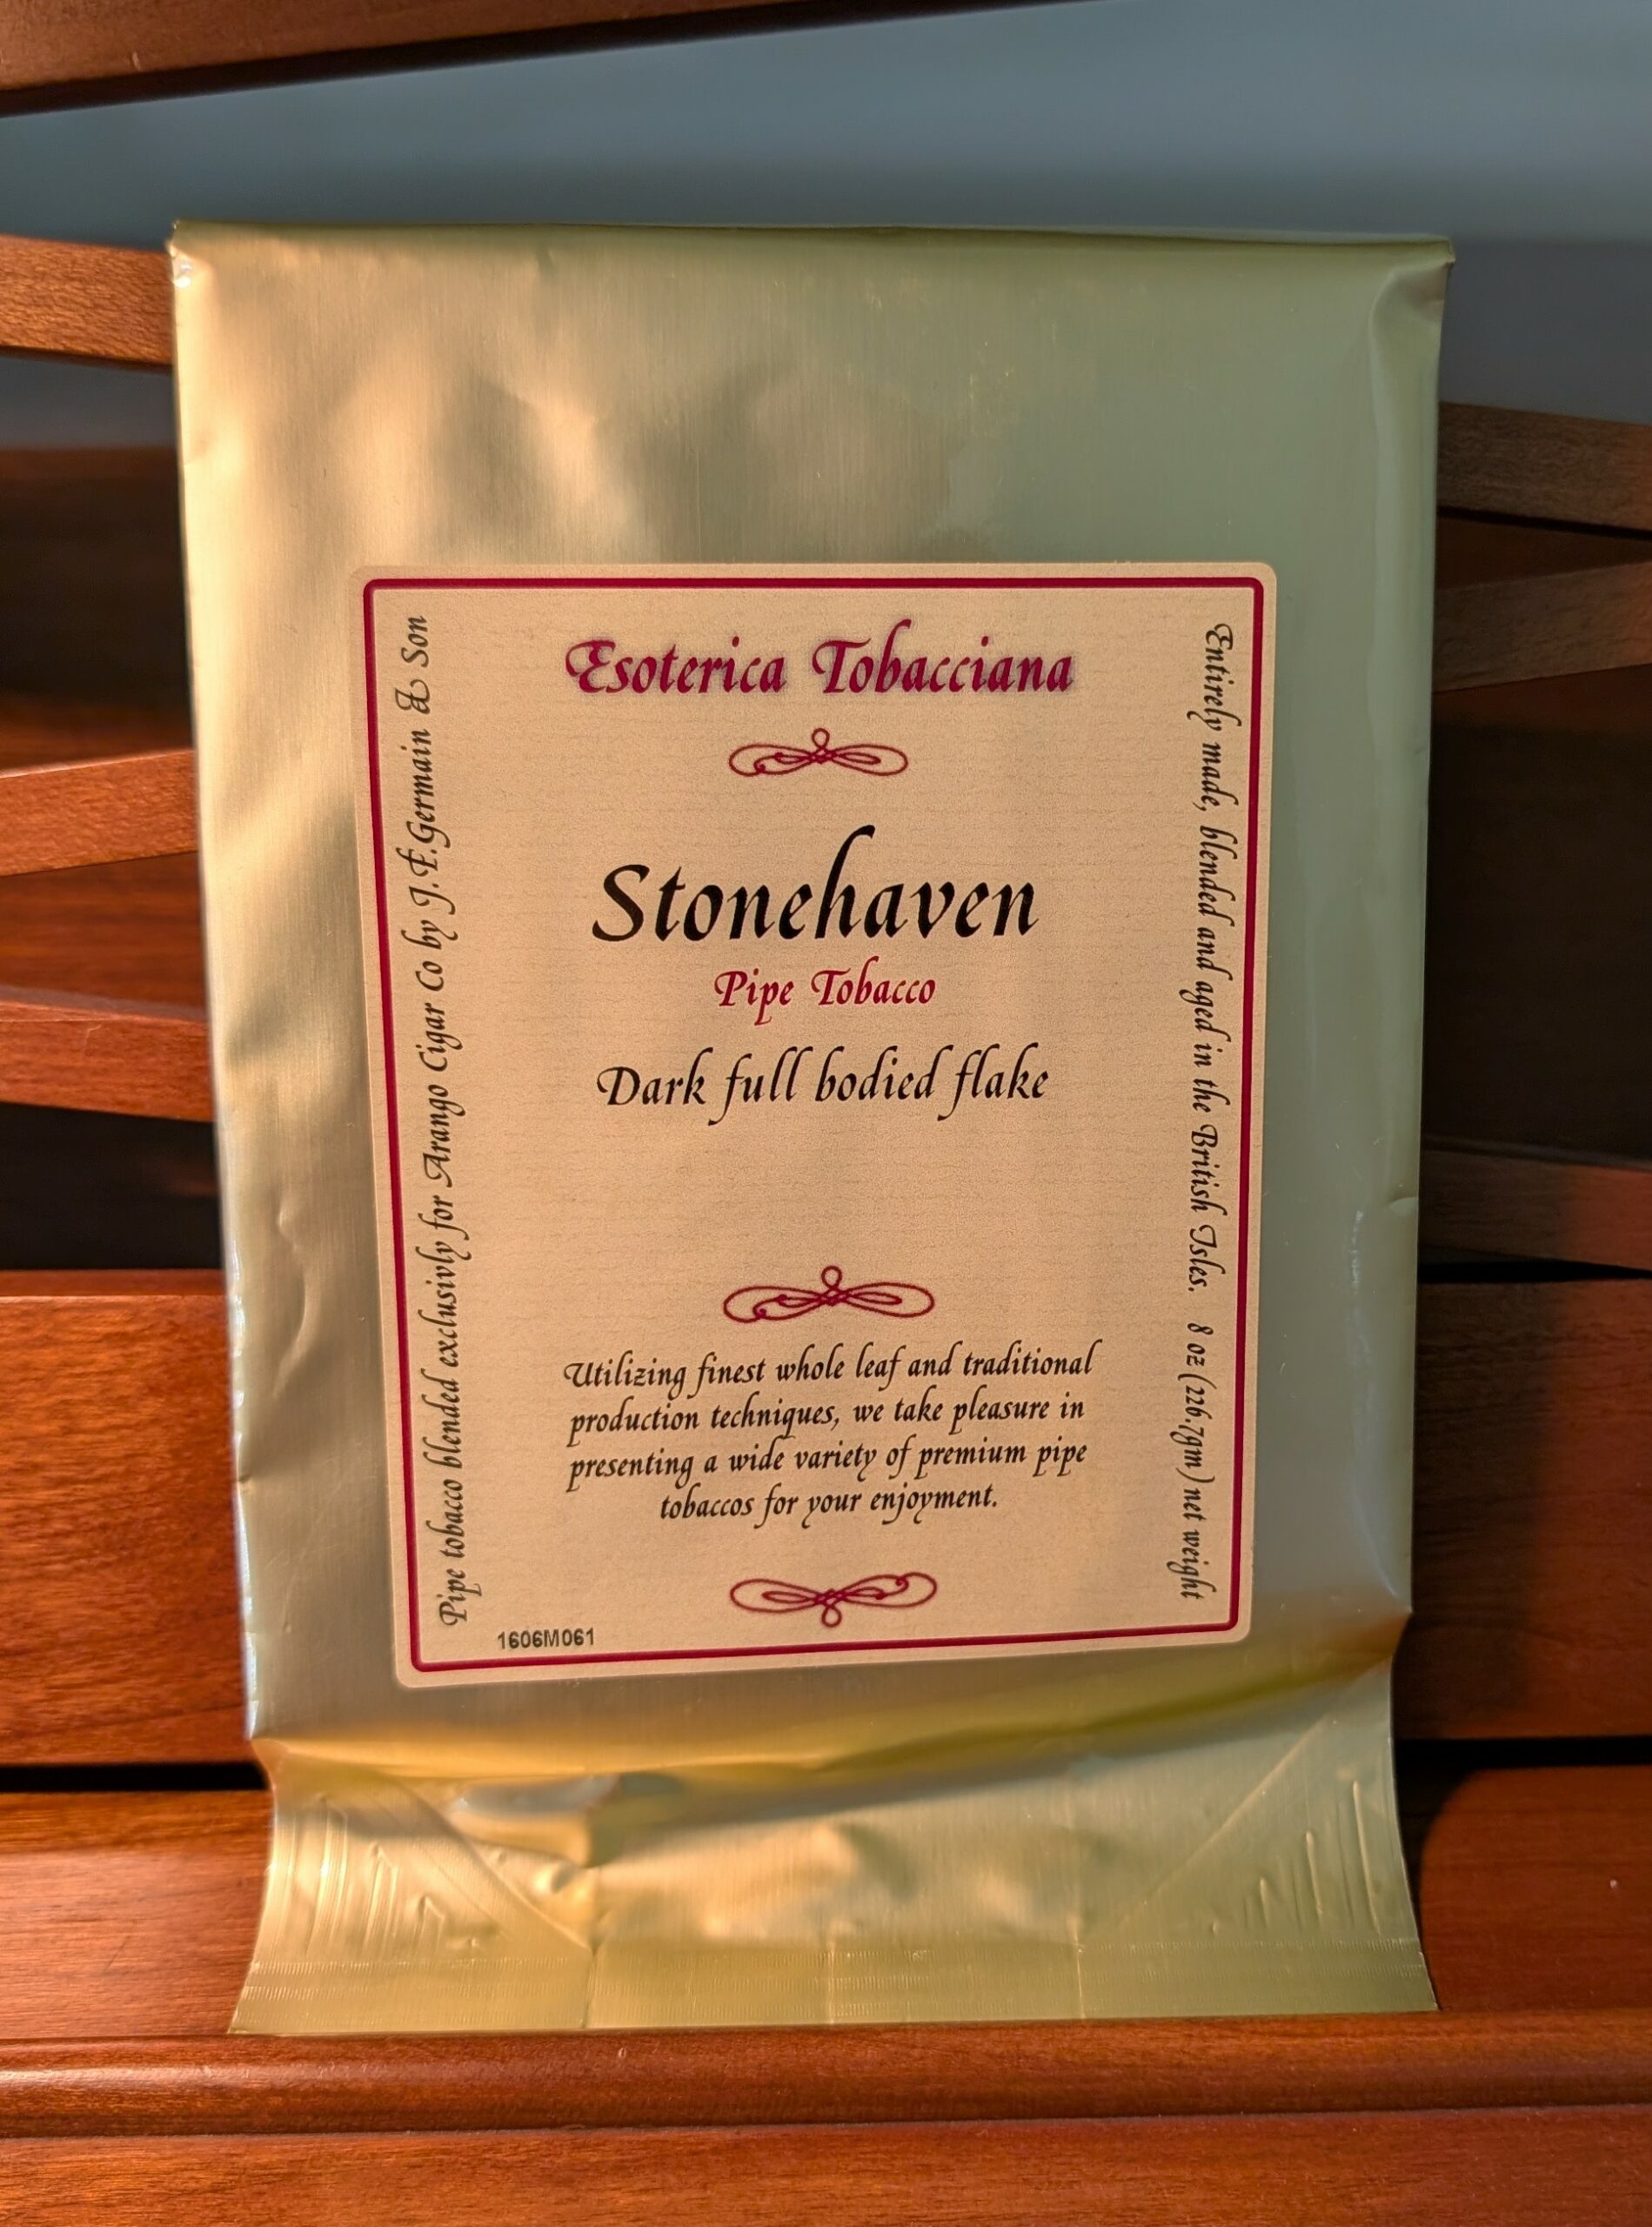 Esoterica Tobacciana
Stonehaven
Pipe Tobacco
Dark full bodied flake
Utilizing finest whole leaf and traditional
production techniques, we take pleasure in
presenting a wide variety of premium pipe
tobaccos for your enjoyment.
Pipe tobacco blended exclusivly for Arango Cigar Co by J.F.Germain & Son
Entirely made, blended and aged in the British Isles. 8 oz (226.7gm) net weight
1606M061